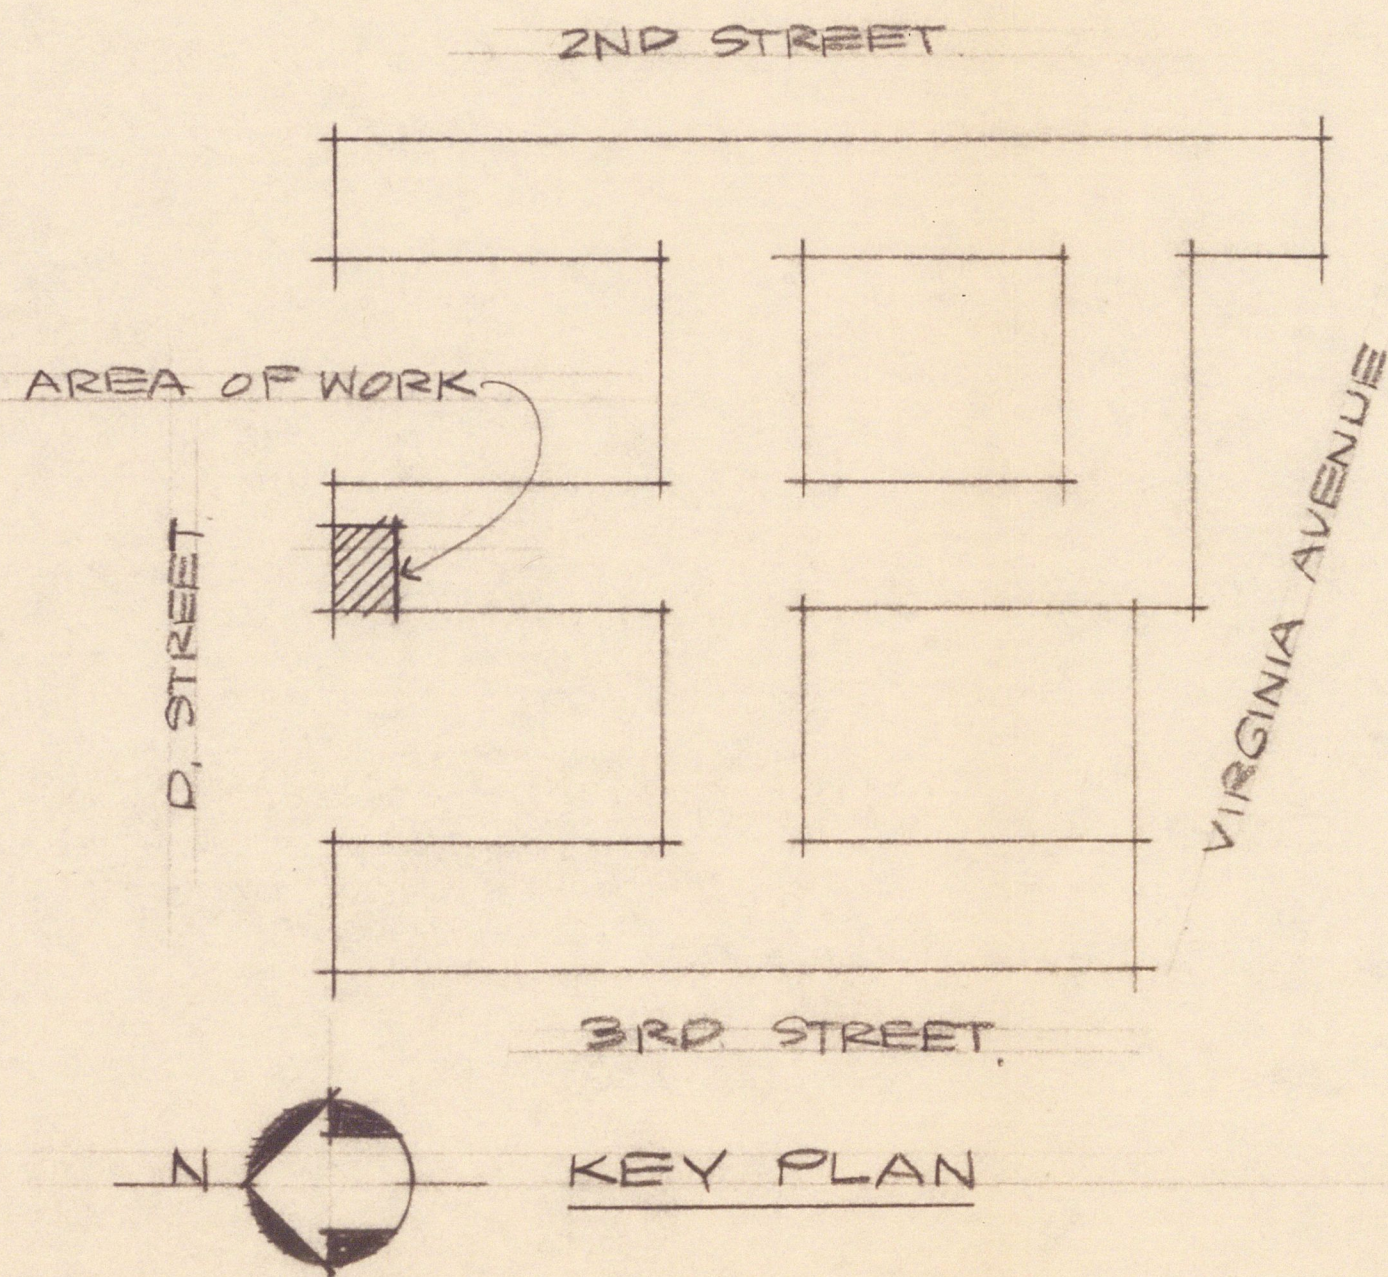 2ND STREET
AREA OF WORK
D. STREET
VIRGINIA AVENUE
3RD STREET.
N
KEY PLAN